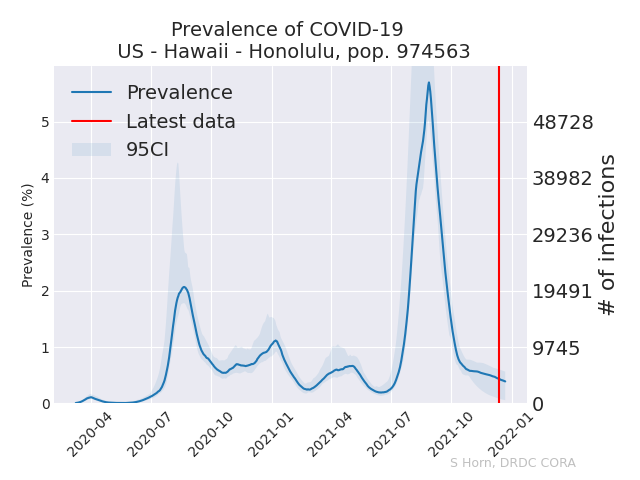 Prevalence of COVID-19
US - Hawaii - Honolulu, pop. 974563
Prevalence
Latest data
95CI
Prevalence (%)
5
4
3
2
1
0
48728
38982
29236
19491
9745
0
# of infections
2020-04
2020-07
2020-10
2021-01
2021-04
2021-07
2021-10
2022-01
S Horn, DRDC CORA